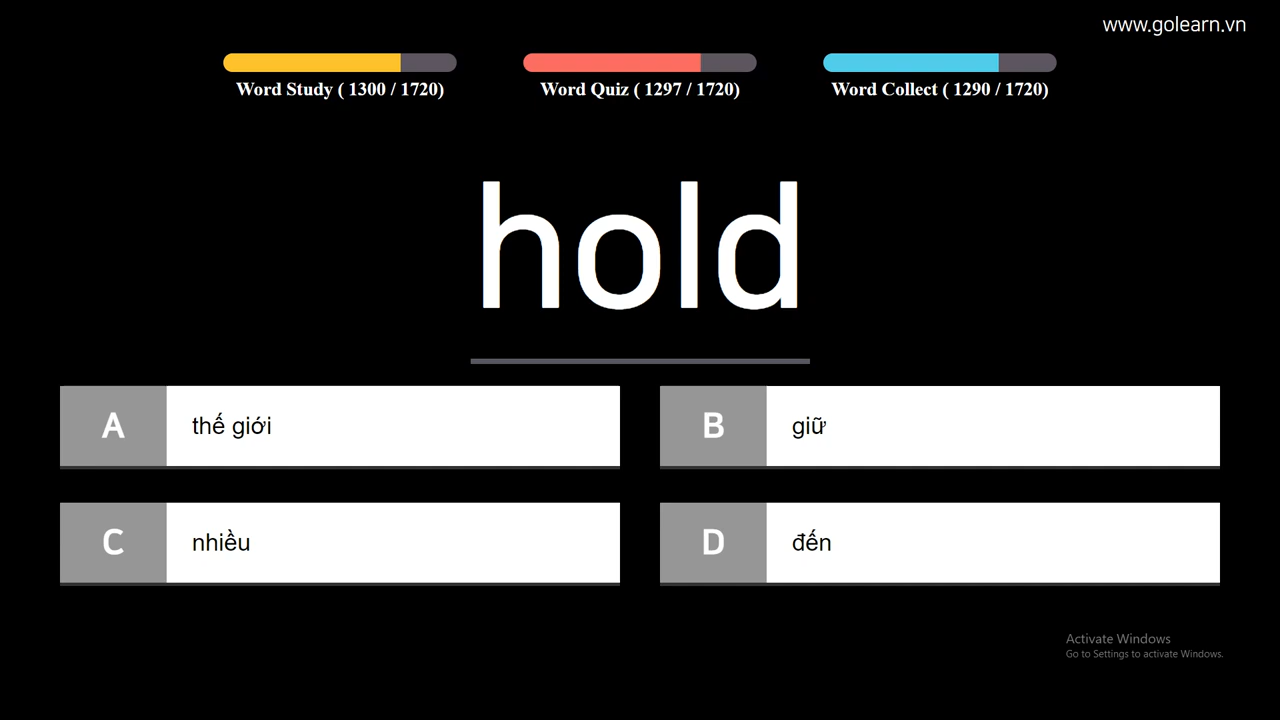 www.golearn.vn
Word Study ( 1300 / 1720)
Word Quiz ( 1297 / 1720)
Word Collect ( 1290 / 1720)
hold
A thế giới
B giữ
C nhiều
D đến
Activate Windows
Go to Settings to activate Windows.